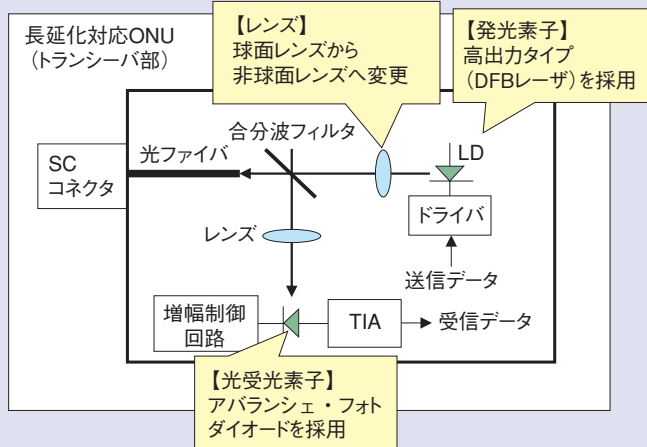 長延化対応ONU
（トランシーバ部）
【レンズ】
球面レンズから
非球面レンズへ変更
【発光素子】
高出力タイプ
（DFBレーザ）を採用
合分波フィルタ
光ファイバ
SC
コネクタ
LD
ドライバ
レンズ
送信データ
増幅制御
回路
TIA
受信データ
【光受光素子】
アバランシェ・フォト
ダイオードを採用